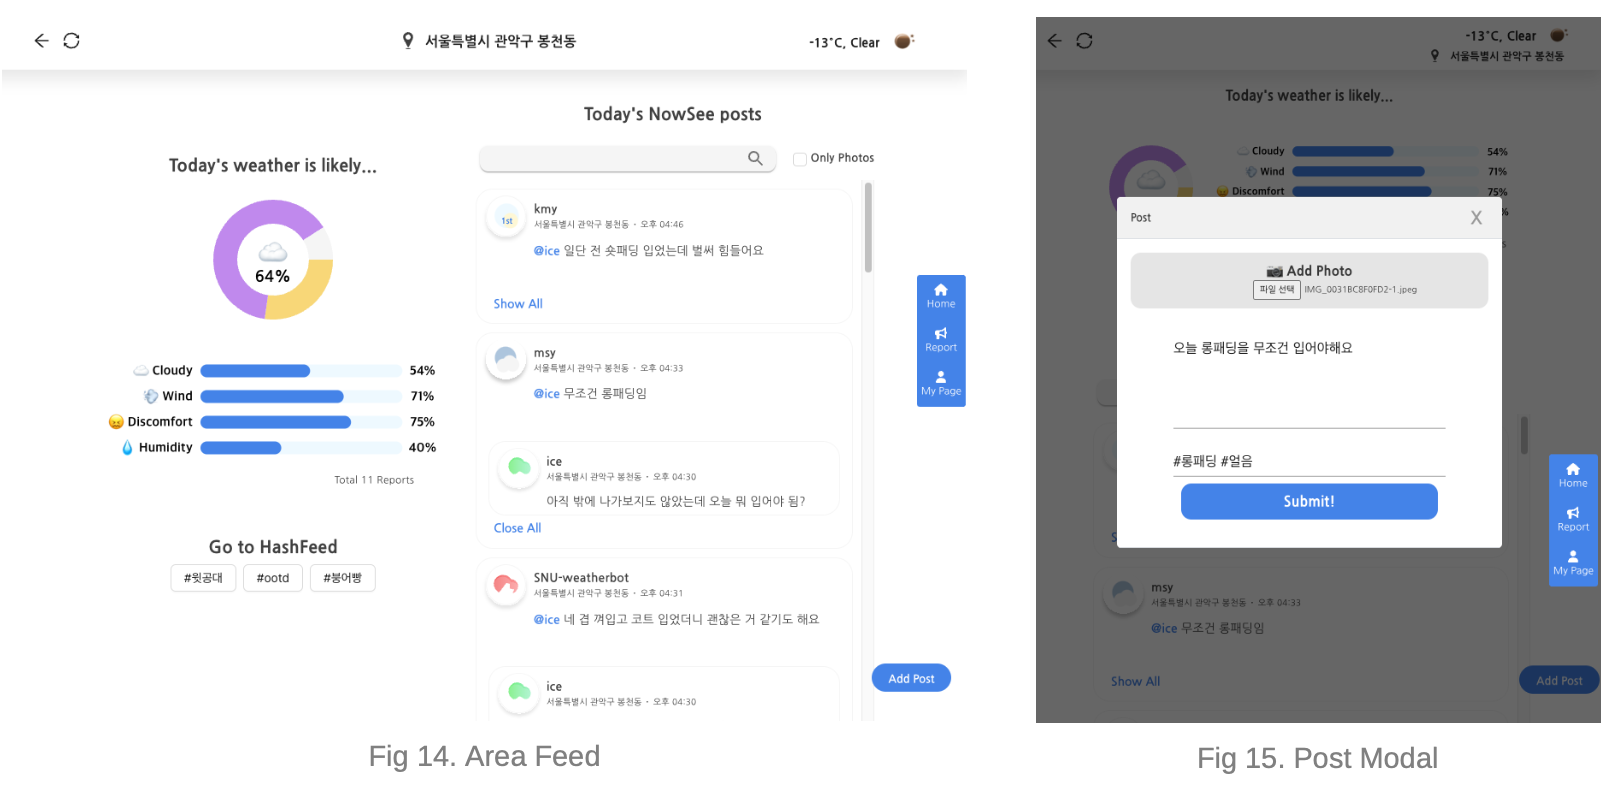 서울특별시 관악구 봉천동
-13°C, Clear
Today's weather is likely...
64%
Cloudy 54%
Wind 71%
Discomfort 75%
Humidity 40%
Total 11 Reports
Go to HashFeed
#윗공대 #ootd #붕어빵
Today's NowSee posts
Only Photos
1st
kmy
서울특별시 관악구 봉천동 · 오후 04:46
@ice 일단 전 숏패딩 입었는데 벌써 힘들어요
Show All
msy
서울특별시 관악구 봉천동 · 오후 04:33
@ice 무조건 롱패딩임
ice
서울특별시 관악구 봉천동 · 오후 04:30
아직 밖에 나가보지도 않았는데 오늘 뭐 입어야 됨?
Close All
SNU-weatherbot
서울특별시 관악구 봉천동 · 오후 04:31
@ice 네 겹 껴입고 코트 입었더니 괜찮은 거 같기도 해요
ice
서울특별시 관악구 봉천동 · 오후 04:30
Home
Report
My Page
Add Post
Fig 14. Area Feed
-13°C, Clear
서울특별시 관악구 봉천동
Today's weather is likely...
Cloudy 54%
Wind 71%
Discomfort 75%
%
s
Post X
Add Photo
파일 선택 IMG_0031BC8F0FD2-1.jpeg
오늘 롱패딩을 무조건 입어야해요
#롱패딩 #얼음
Submit!
S
msy
서울특별시 관악구 봉천동 · 오후 04:33
@ice 무조건 롱패딩임
Show All
Home
Report
My Page
Add Post
Fig 15. Post Modal